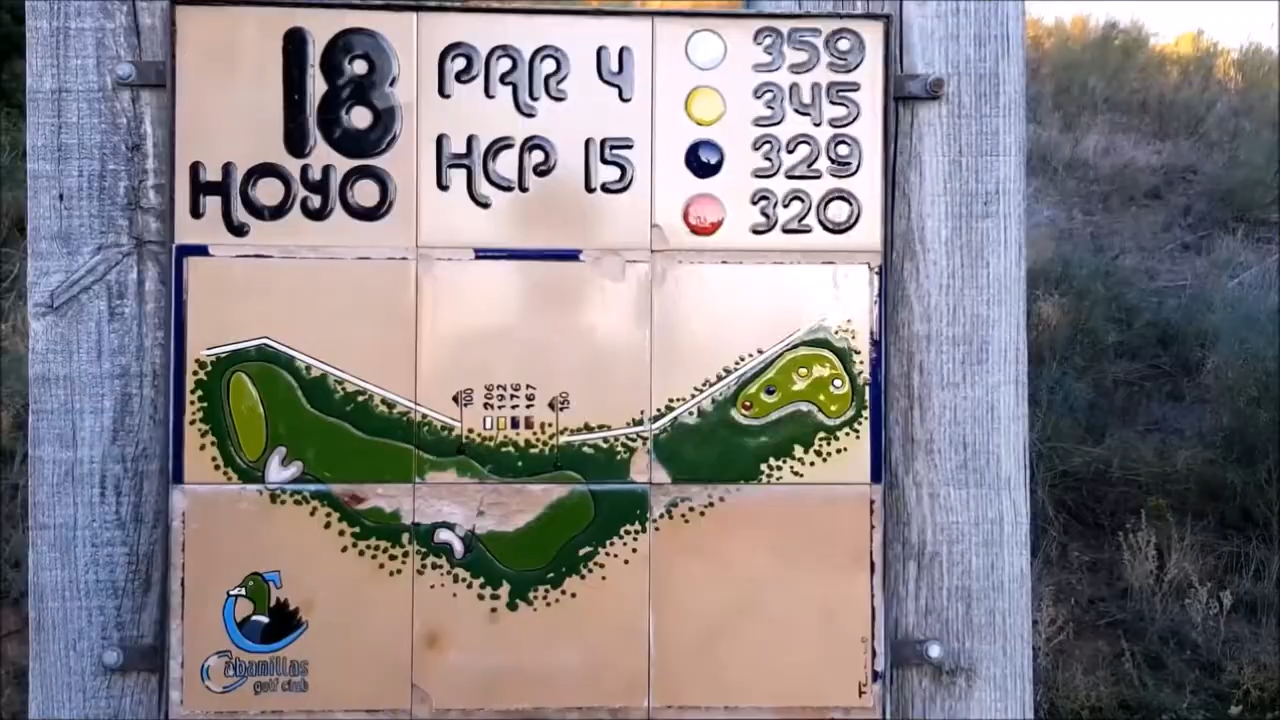 18
HOYO
PAR 4
HCP 15
359
345
329
320
100
206
192
176
167
150
Cabanillas
golf club